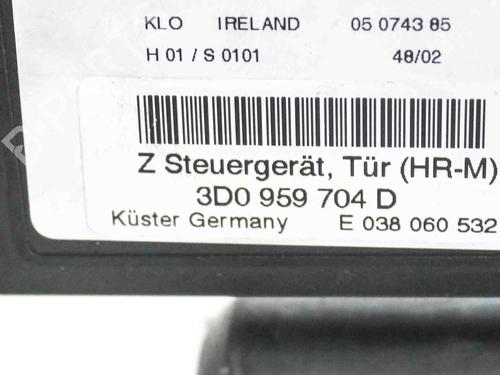 KLO IRELAND 05 0743 85
H 01 / S 0101 48/02
Z Steuergerät, Tür (HR-M)
3D0 959 704 D
Küster Germany E 038 060 532